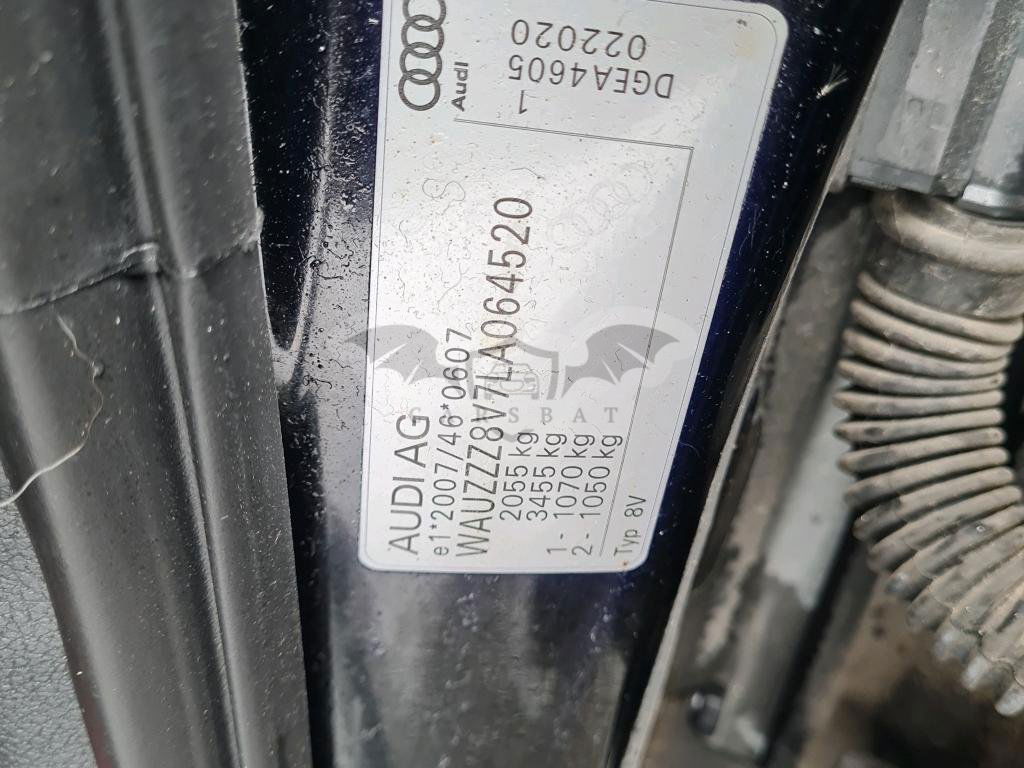 AUDI AG
e1*2007/46*0607
WAUZZZ8V7LA064520
2055 kg
3455 kg
1- 1070 kg
2- 1050 kg
Typ 8V
Audi
1
DGEA4605
022020
CARSBAT